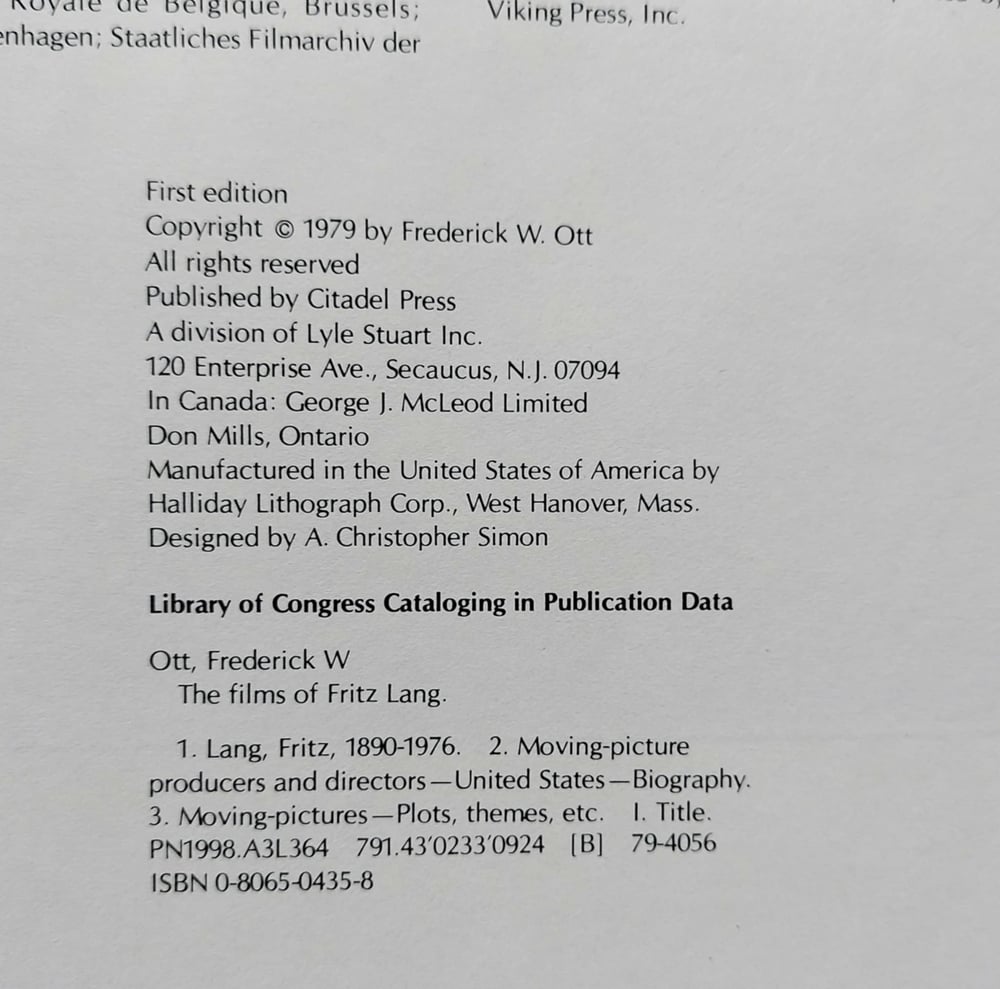 Royale de Belgique, Brussels;
enhagen; Staatliches Filmarchiv der
Viking Press, Inc.
First edition
Copyright © 1979 by Frederick W. Ott
All rights reserved
Published by Citadel Press
A division of Lyle Stuart Inc.
120 Enterprise Ave., Secaucus, N.J. 07094
In Canada: George J. McLeod Limited
Don Mills, Ontario
Manufactured in the United States of America by
Halliday Lithograph Corp., West Hanover, Mass.
Designed by A. Christopher Simon
Library of Congress Cataloging in Publication Data
Ott, Frederick W
The films of Fritz Lang.
1. Lang, Fritz, 1890-1976. 2. Moving-picture
producers and directors—United States—Biography.
3. Moving-pictures—Plots, themes, etc. I. Title.
PN1998.A3L364 791.43'0233'0924 [B] 79-4056
ISBN 0-8065-0435-8